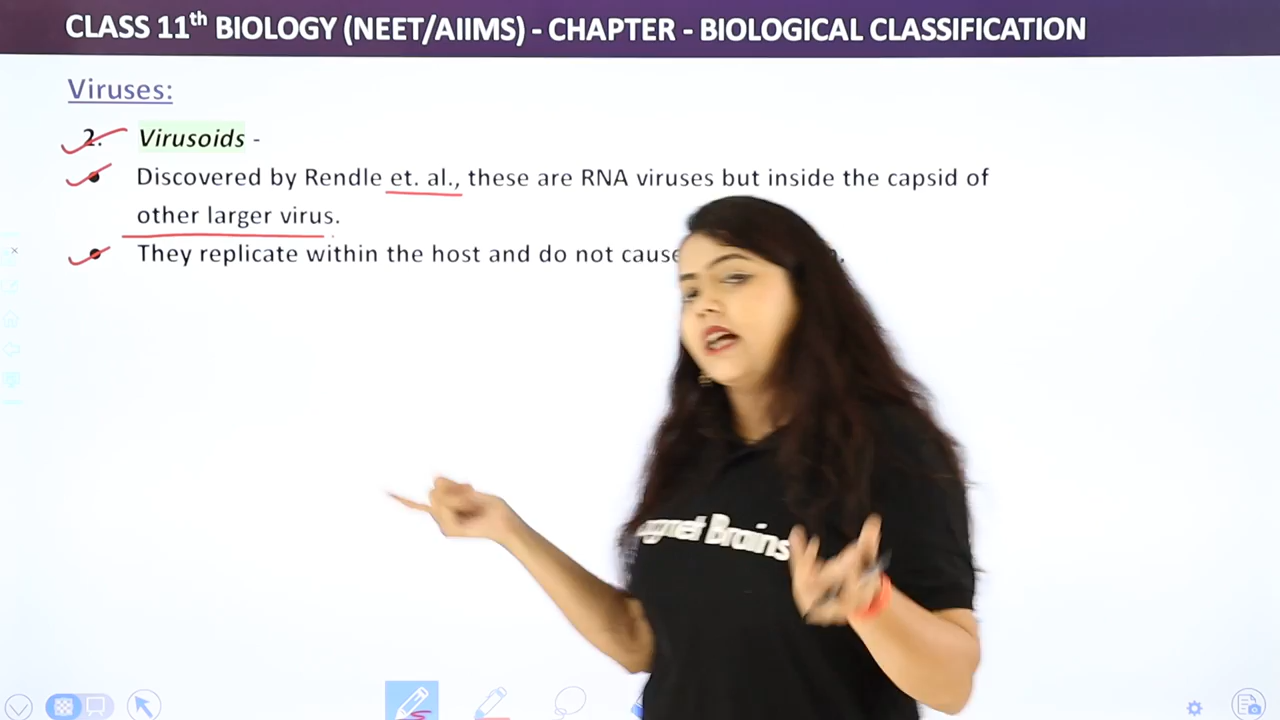 CLASS 11th BIOLOGY (NEET/AIIMS) - CHAPTER - BIOLOGICAL CLASSIFICATION
Viruses:
2. Virusoids -
Discovered by Rendle et. al., these are RNA viruses but inside the capsid of
other larger virus.
They replicate within the host and do not cause
Brains